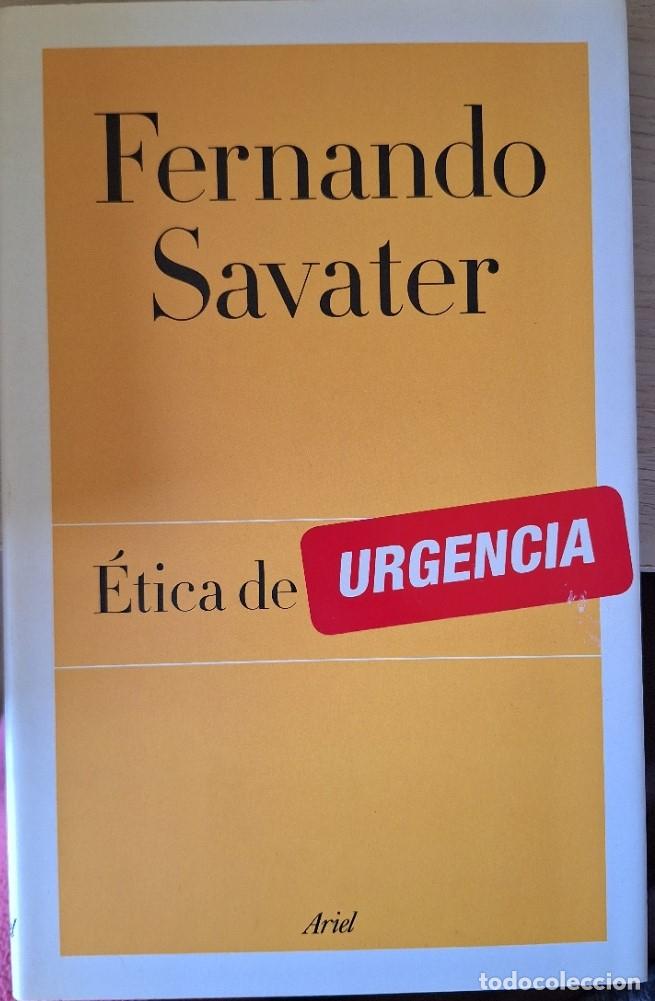 Fernando
Savater
Ética de URGENCIA
Ariel
todocoleccion